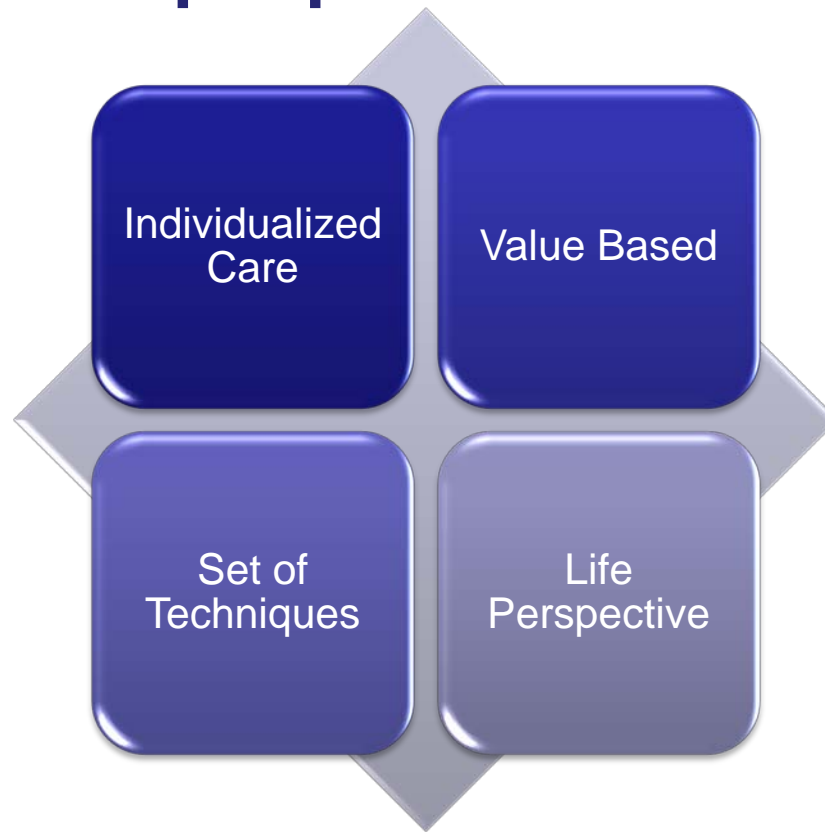 Individualized
Care
Value Based
Set of
Techniques
Life
Perspective